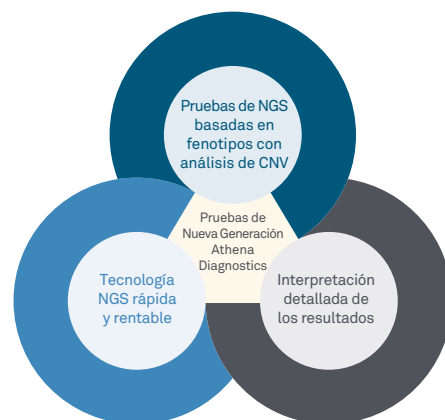 Pruebas de NGS
basadas en
fenotipos con
análisis de CNV
Pruebas de
Nueva Generación
Athena
Diagnostics
Tecnología
NGS rápida
y rentable
Interpretación
detallada de
los resultados